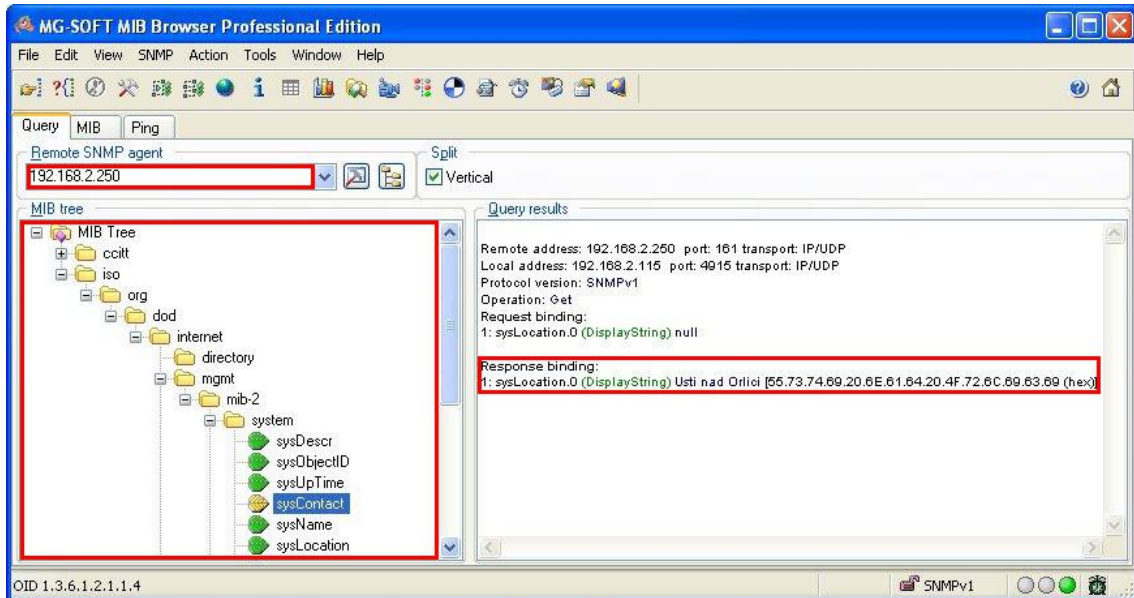 MG-SOFT MIB Browser Professional Edition
File Edit View SNMP Action Tools Window Help
Query MIB Ping
Remote SNMP agent
192.168.2.250
Split
Vertical
MIB tree
MIB Tree
ccitt
iso
org
dod
internet
directory
mgmt
mib-2
system
sysDescr
sysObjectID
sysUpTime
sysContact
sysName
sysLocation
Query results
Remote address: 192.168.2.250 port: 161 transport: IP/UDP
Local address: 192.168.2.115 port: 4915 transport: IP/UDP
Protocol version: SNMPv1
Operation: Get
Request binding:
1: sysLocation.0 (DisplayString) null
Response binding:
1: sysLocation.0 (DisplayString) Usti nad Orlici [55.73.74.69.20.6E.61.64.20.4F.72.6C.69.63.69 (hex)]
OID 1.3.6.1.2.1.1.4
SNMPv1